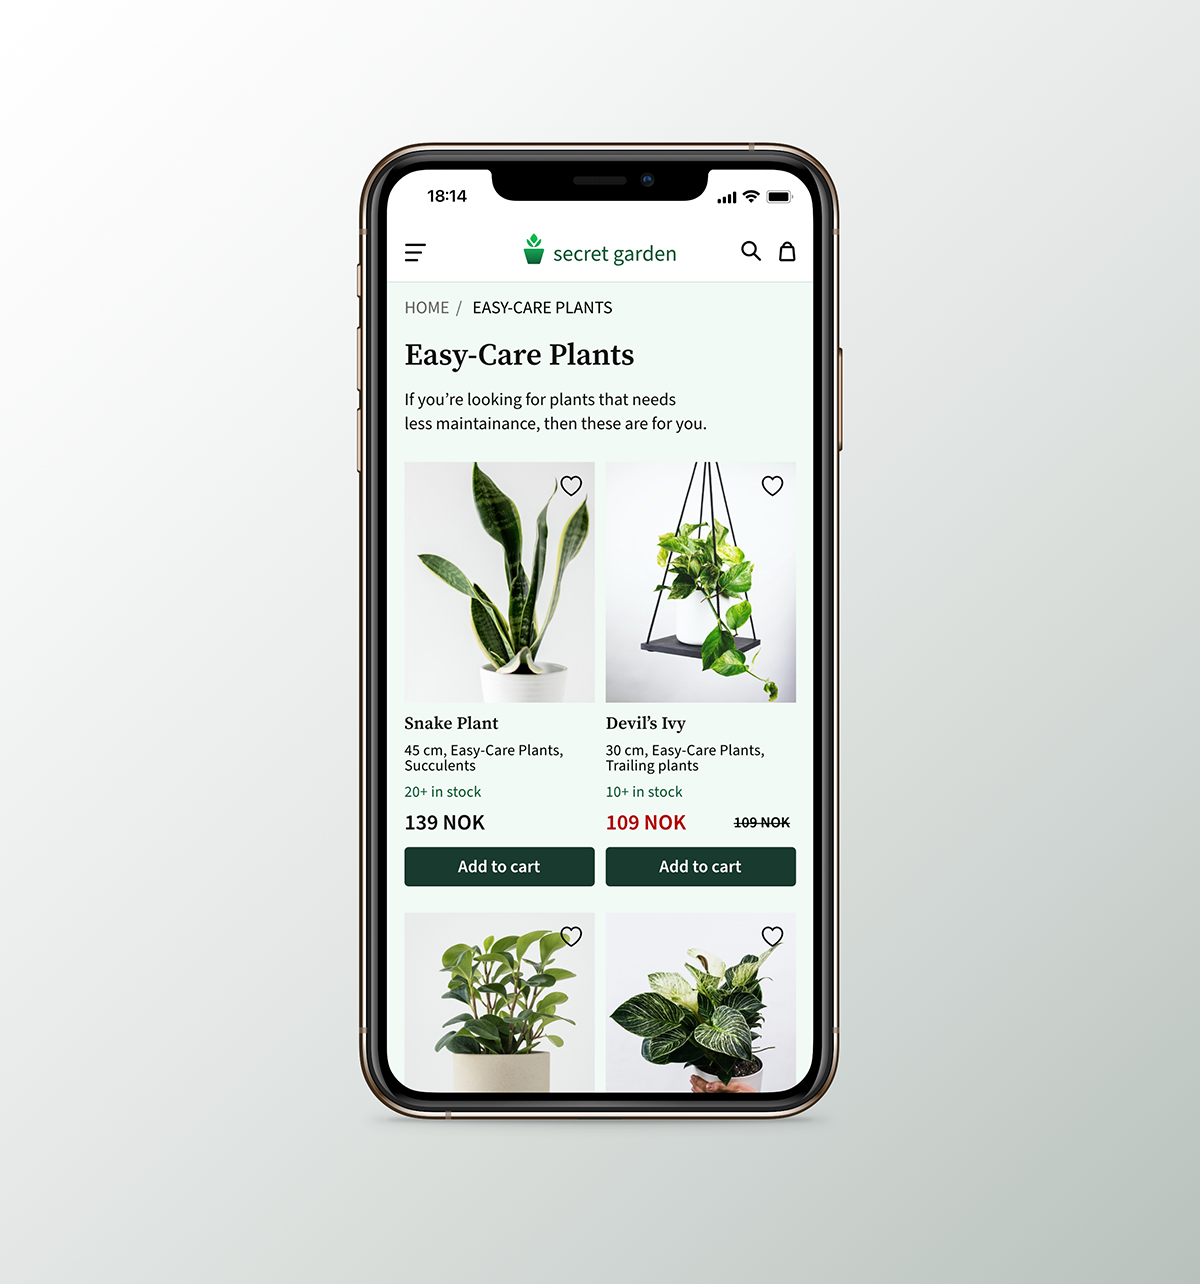 18:14
secret garden
HOME / EASY-CARE PLANTS
Easy-Care Plants
If you’re looking for plants that needs
less maintainance, then these are for you.
Snake Plant
45 cm, Easy-Care Plants,
Succulents
20+ in stock
139 NOK
Add to cart
Devil’s Ivy
30 cm, Easy-Care Plants,
Trailing plants
10+ in stock
109 NOK 109 NOK
Add to cart